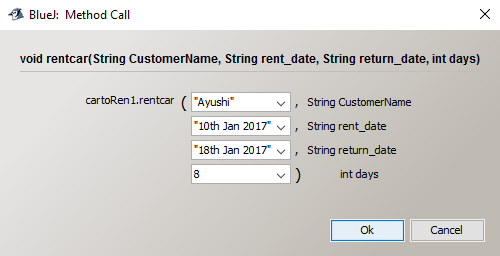 BlueJ: Method Call
void rentcar(String CustomerName, String rent_date, String return_date, int days)
cartoRen1.rentcar ( "Ayushi" , String CustomerName
"10th Jan 2017" , String rent_date
"18th Jan 2017" , String return_date
8 ) int days
Ok Cancel